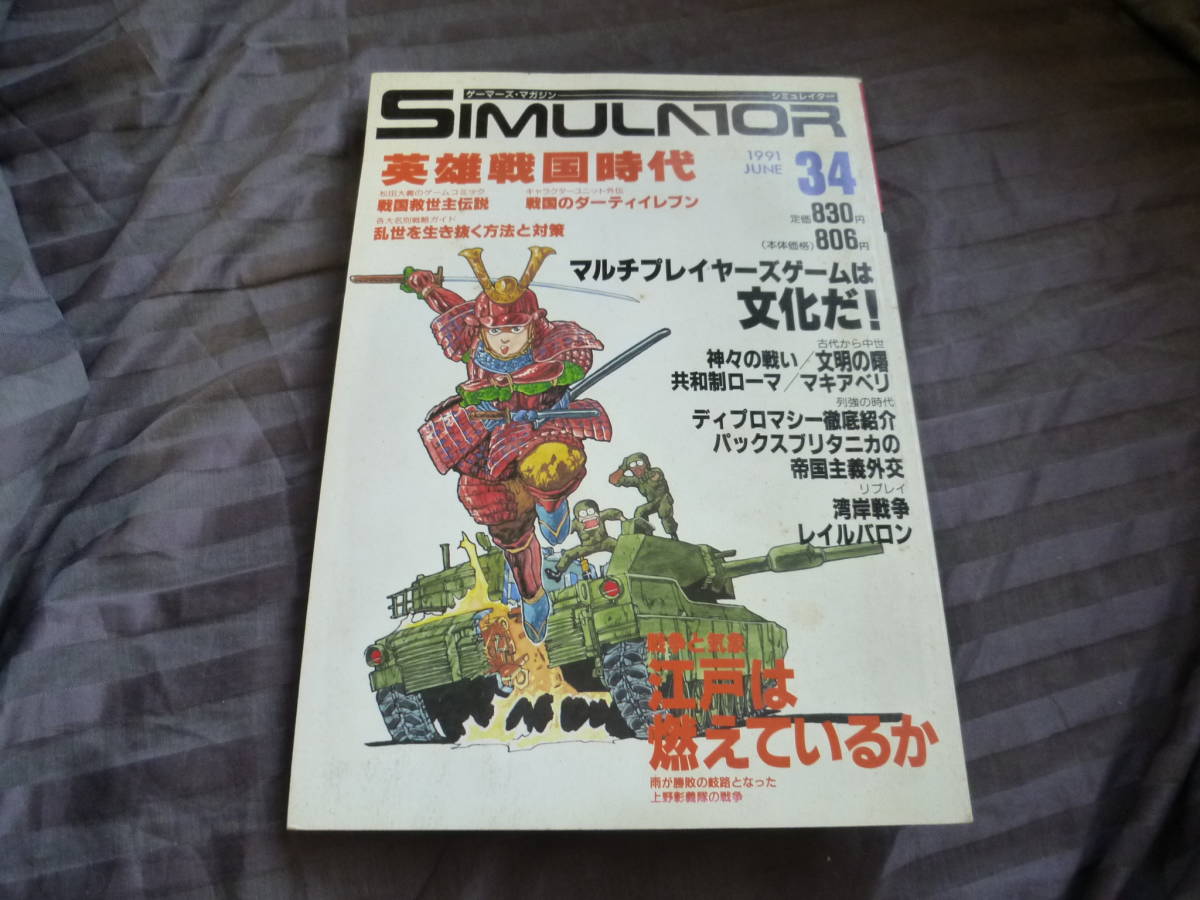 ゲーマーズ・マガジン
シミュレイター
SIMULATOR
英雄戦国時代
1991
JUNE
34
松田大秀のゲームコミック
戦国救世主伝説
キャラクターユニット外伝
戦国のダーティイレブン
各大名別戦略ガイド
乱世を生き抜く方法と対策
定価830円
(本体価格)806円
マルチプレイヤーズゲームは
文化だ!
古代から中世
神々の戦い/文明の曙
共和制ローマ/マキアベリ
列強の時代
ディプロマシー徹底紹介
パックスブリタニカの
帝国主義外交
リプレイ
湾岸戦争
レイルバロン
戦争と気象
江戸は
燃えているか
雨が勝敗の岐路となった
上野彰義隊の戦争